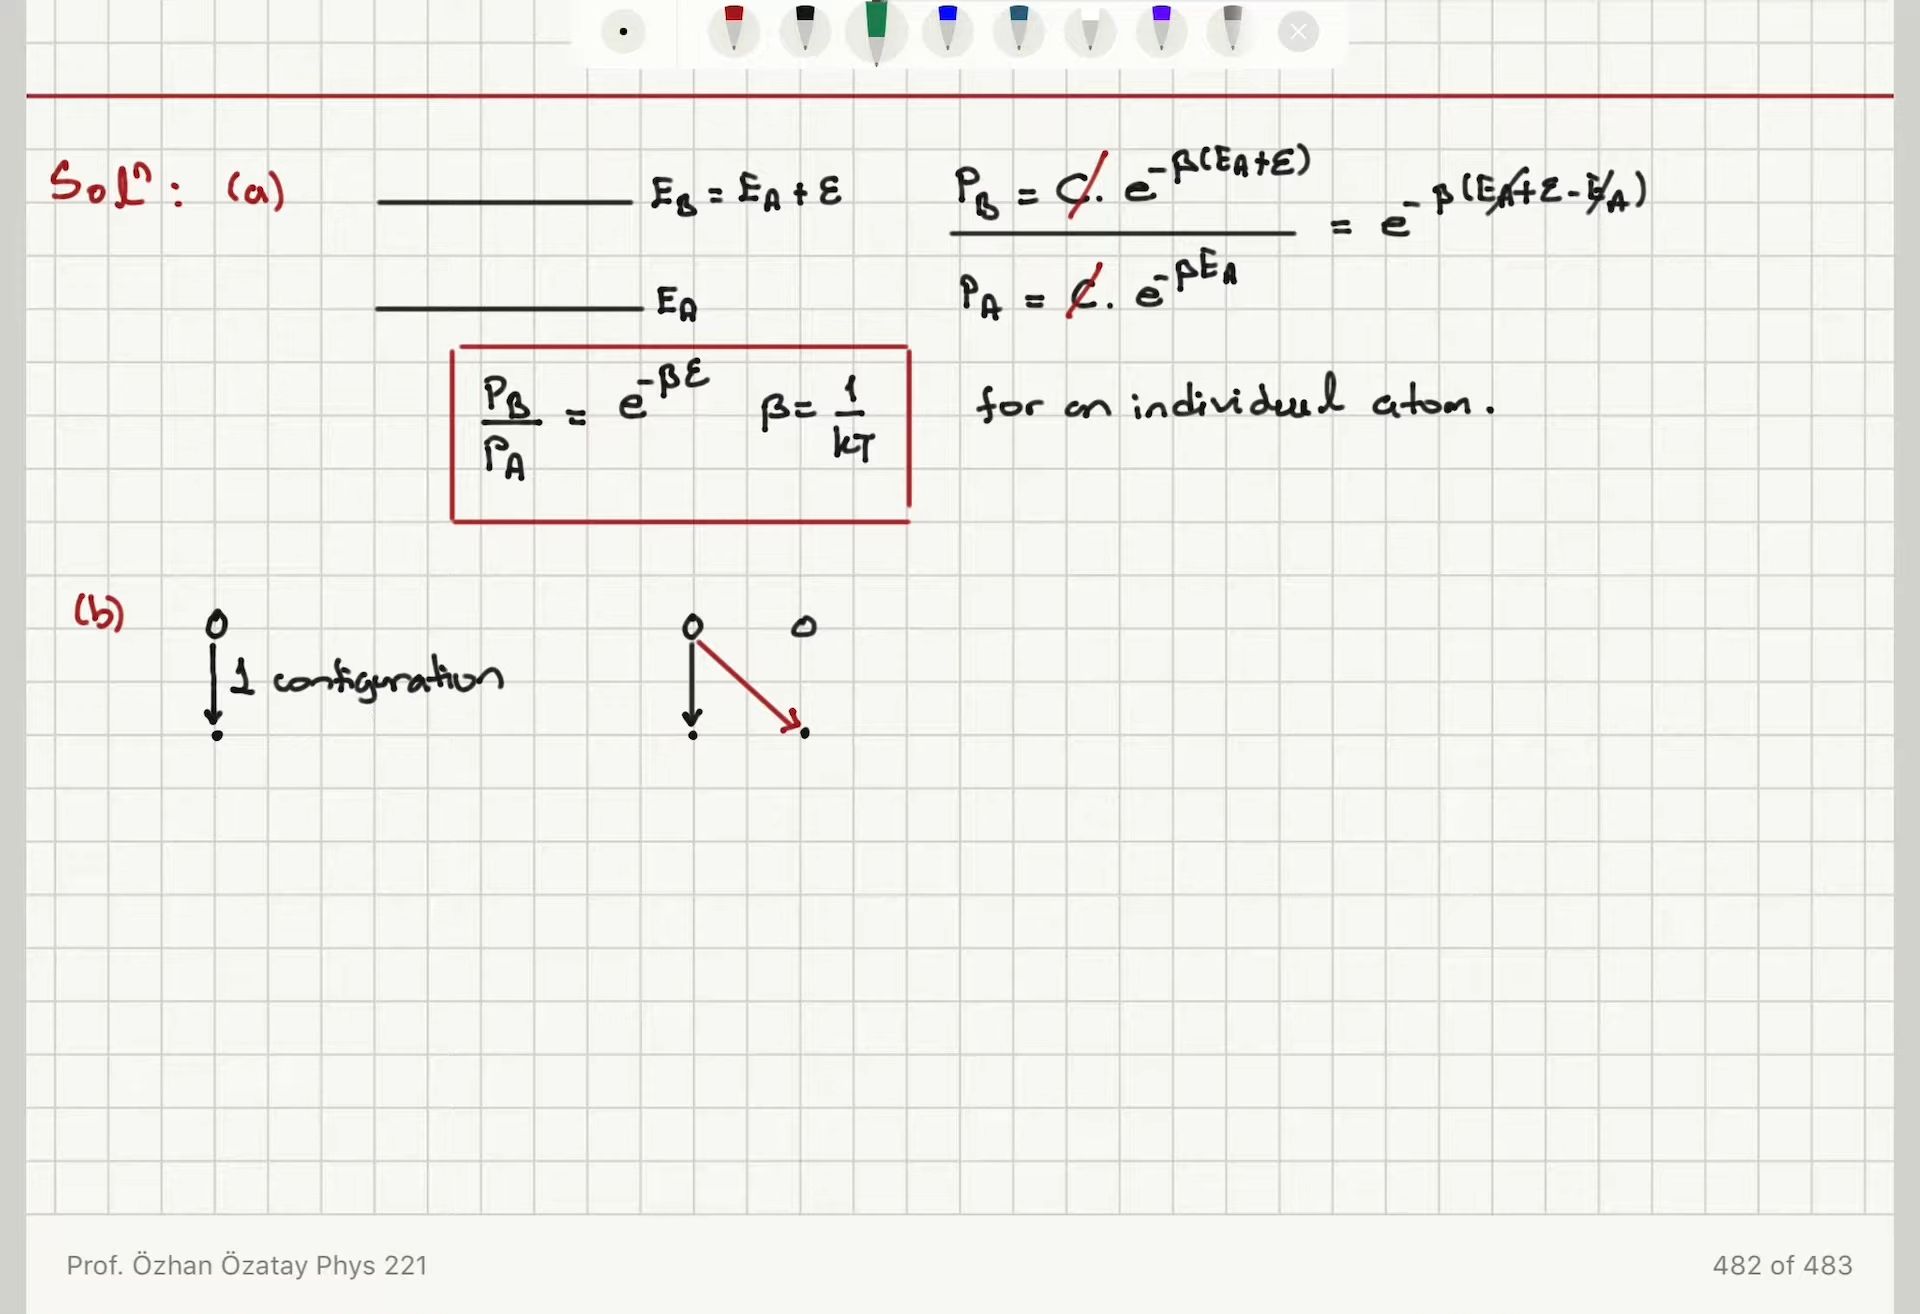 Solⁿ: (a) E_B = E_A + ε
P_B = C. e^{-β(E_A+ε)}
= e^{-β(E_A+ε-E_A)}
E_A
P_A = C. e^{-βE_A}
P_B/P_A = e^{-βε} β = 1/kT
for an individual atom.
(b)
1 configuration
Prof. Özhan Özatay Phys 221
482 of 483